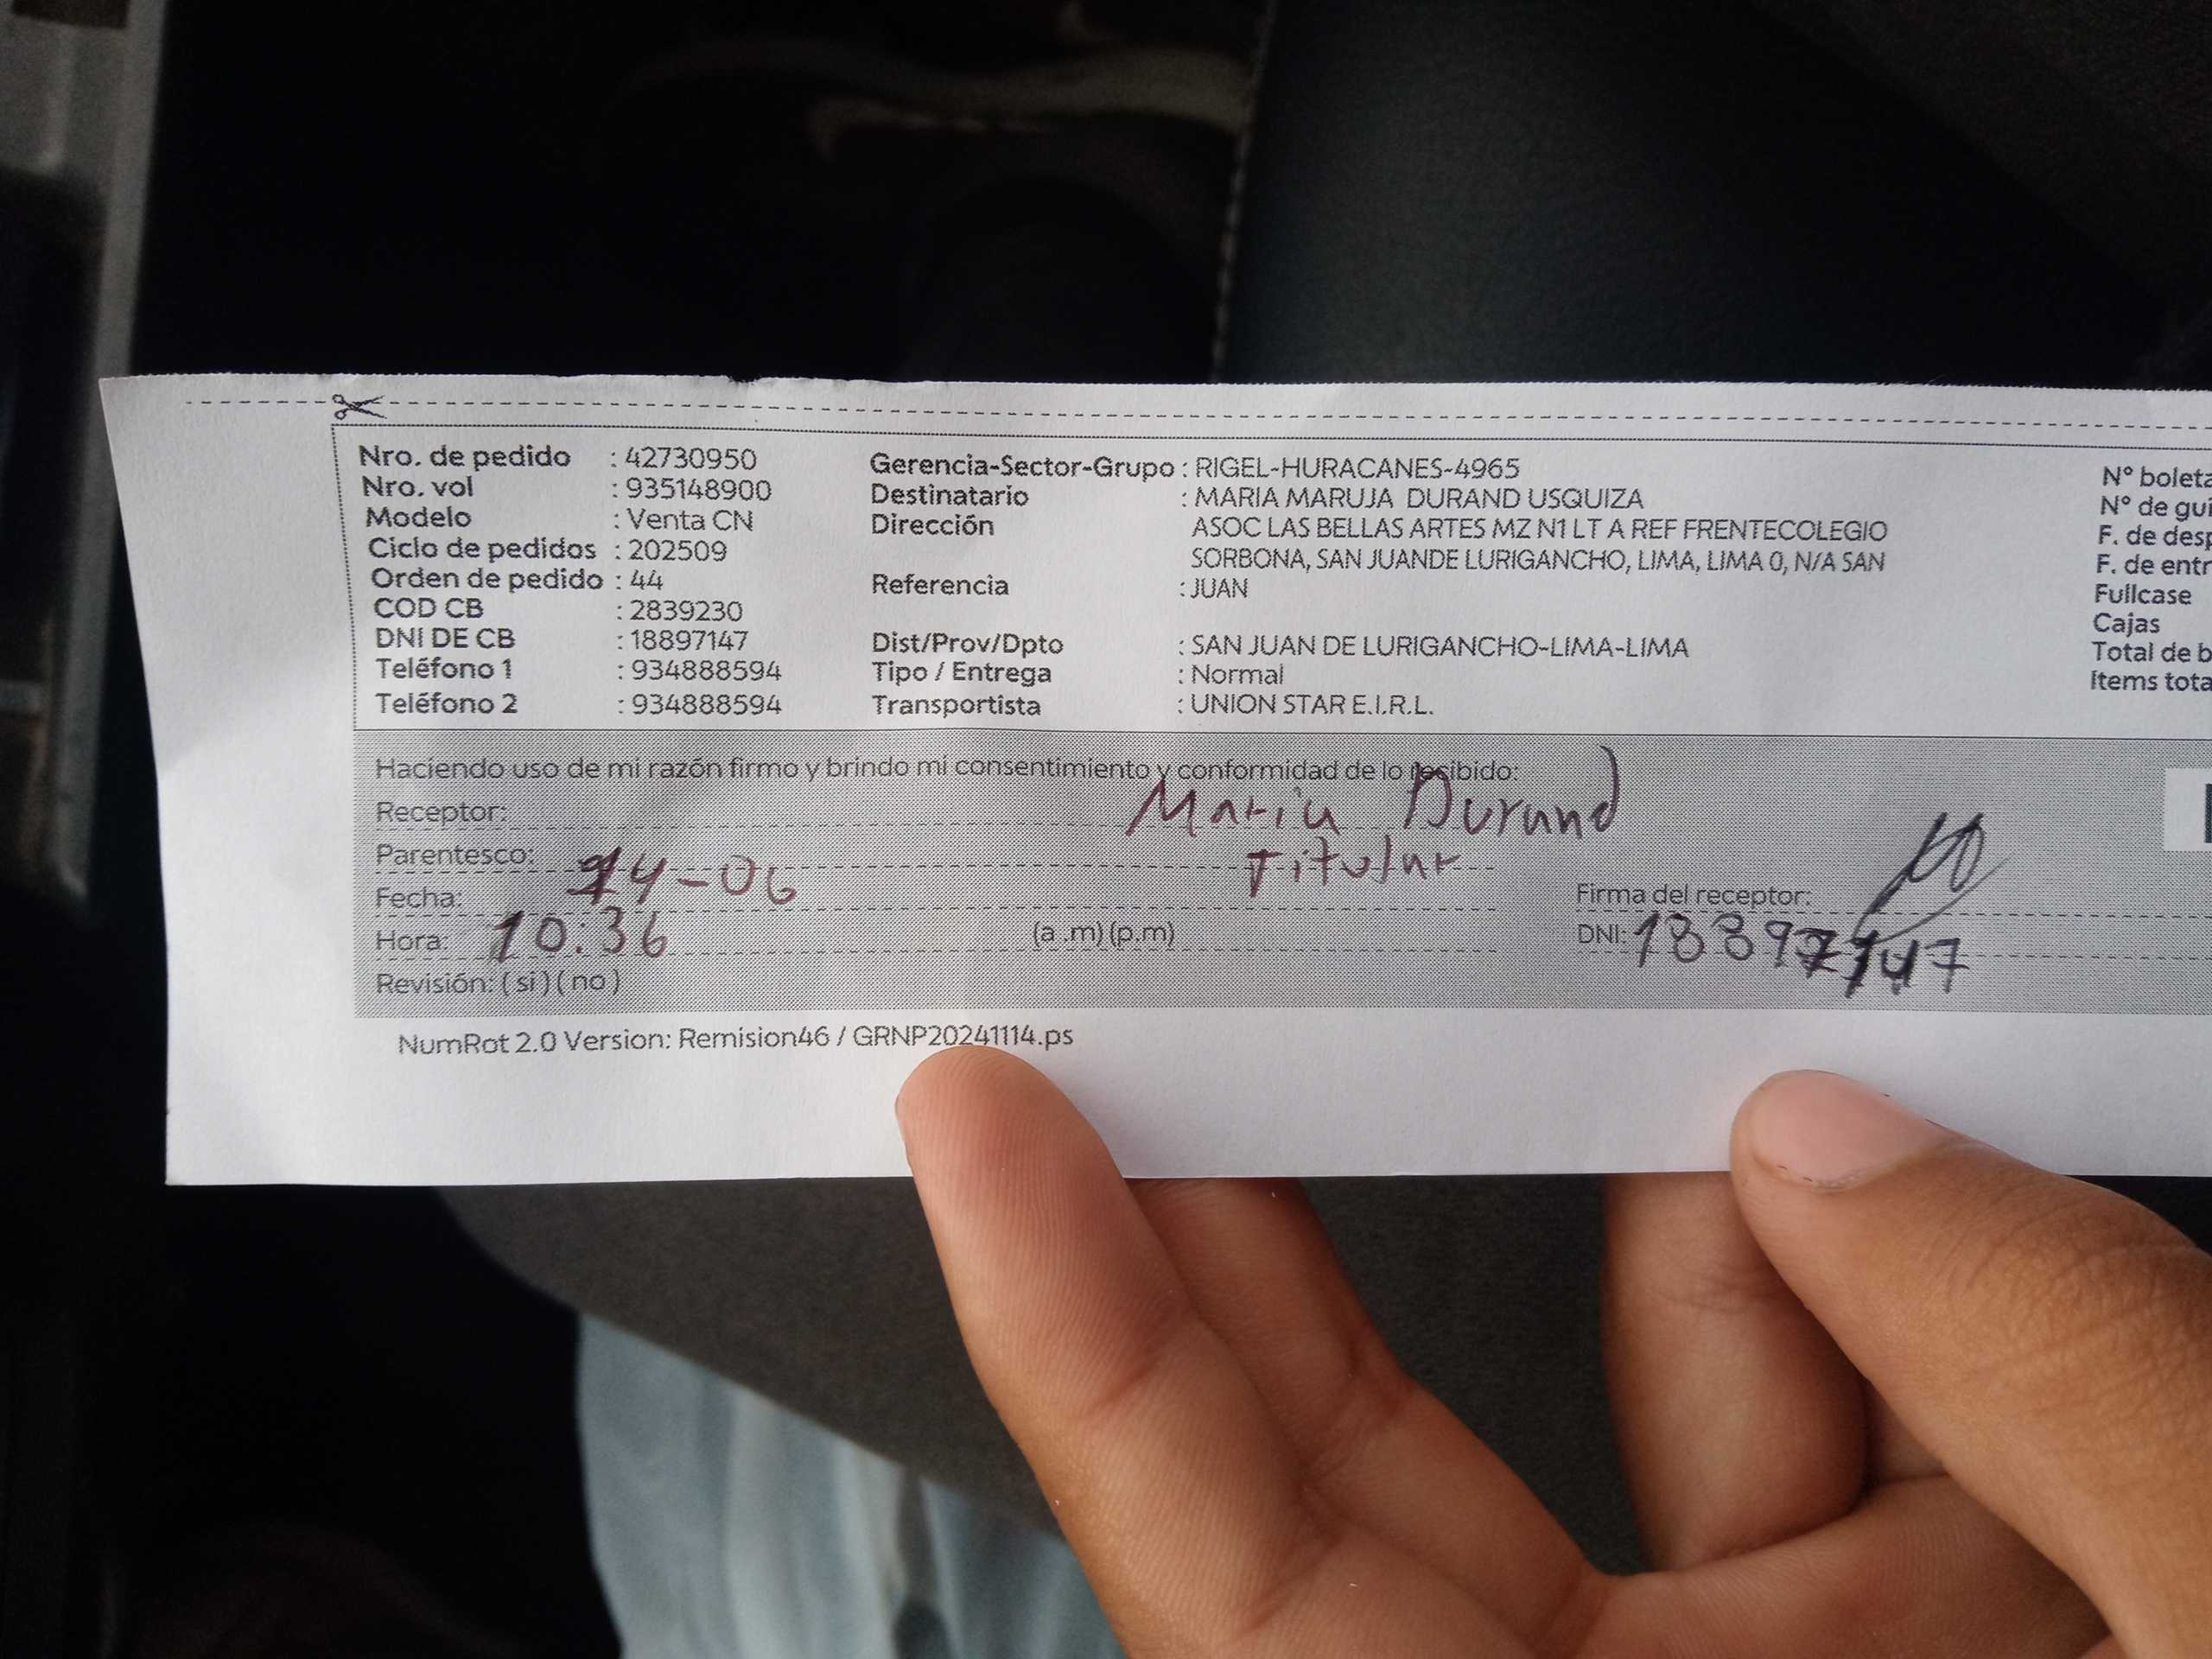 Nro. de pedido : 42730950
Nro. vol : 935148900
Modelo : Venta CN
Ciclo de pedidos : 202509
Orden de pedido : 44
COD CB : 2839230
DNI DE CB : 18897147
Teléfono 1 : 934888594
Teléfono 2 : 934888594
Gerencia-Sector-Grupo : RIGEL-HURACANES-4965
Destinatario : MARIA MARUJA DURAND USQUIZA
Dirección ASOC LAS BELLAS ARTES MZ N1 LT A REF FRENTECOLEGIO
SORBONA, SAN JUANDE LURIGANCHO, LIMA, LIMA 0, N/A SAN
Referencia : JUAN
Dist/Prov/Dpto : SAN JUAN DE LURIGANCHO-LIMA-LIMA
Tipo / Entrega : Normal
Transportista : UNION STAR E.I.R.L.
N° boleta
N° de gui
F. de desp
F. de entr
Fullcase
Cajas
Total de b
Items tota
Haciendo uso de mi razón firmo y brindo mi consentimiento y conformidad de lo recibido:
Receptor: Maria Durand
Parentesco: Titular
Fecha: 14-06
Hora: 10:36 (a .m) (p.m)
Revisión: ( si ) ( no )
Firma del receptor:
DNI: 18897147
NumRot 2.0 Version: Remision46 / GRNP20241114.ps